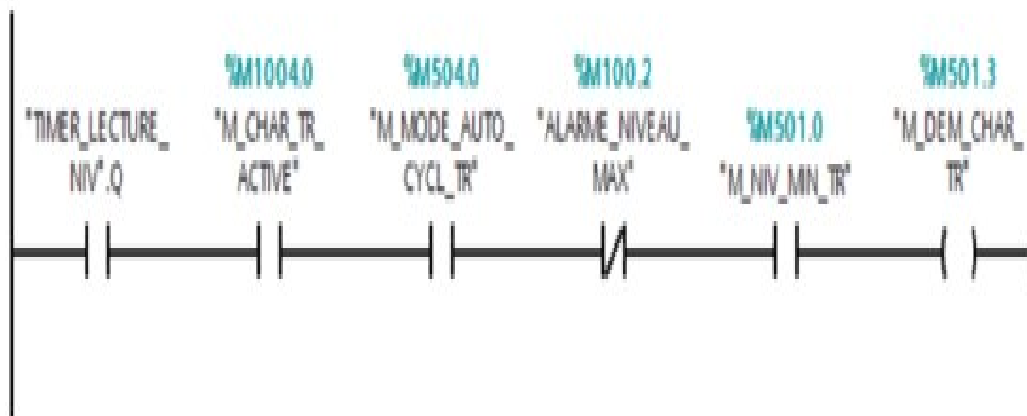 %M1004.0
%M504.0
%M100.2
%M501.3
"TIMER_LECTURE_
"M_CHAR_TR_
"M_MODE_AUTO_
"ALARME_NIVEAU_
%M501.0
"M_DEM_CHAR_
NIV".Q
ACTIVE"
CYCL_TR"
MAX"
"M_NIV_MIN_TR"
TR"